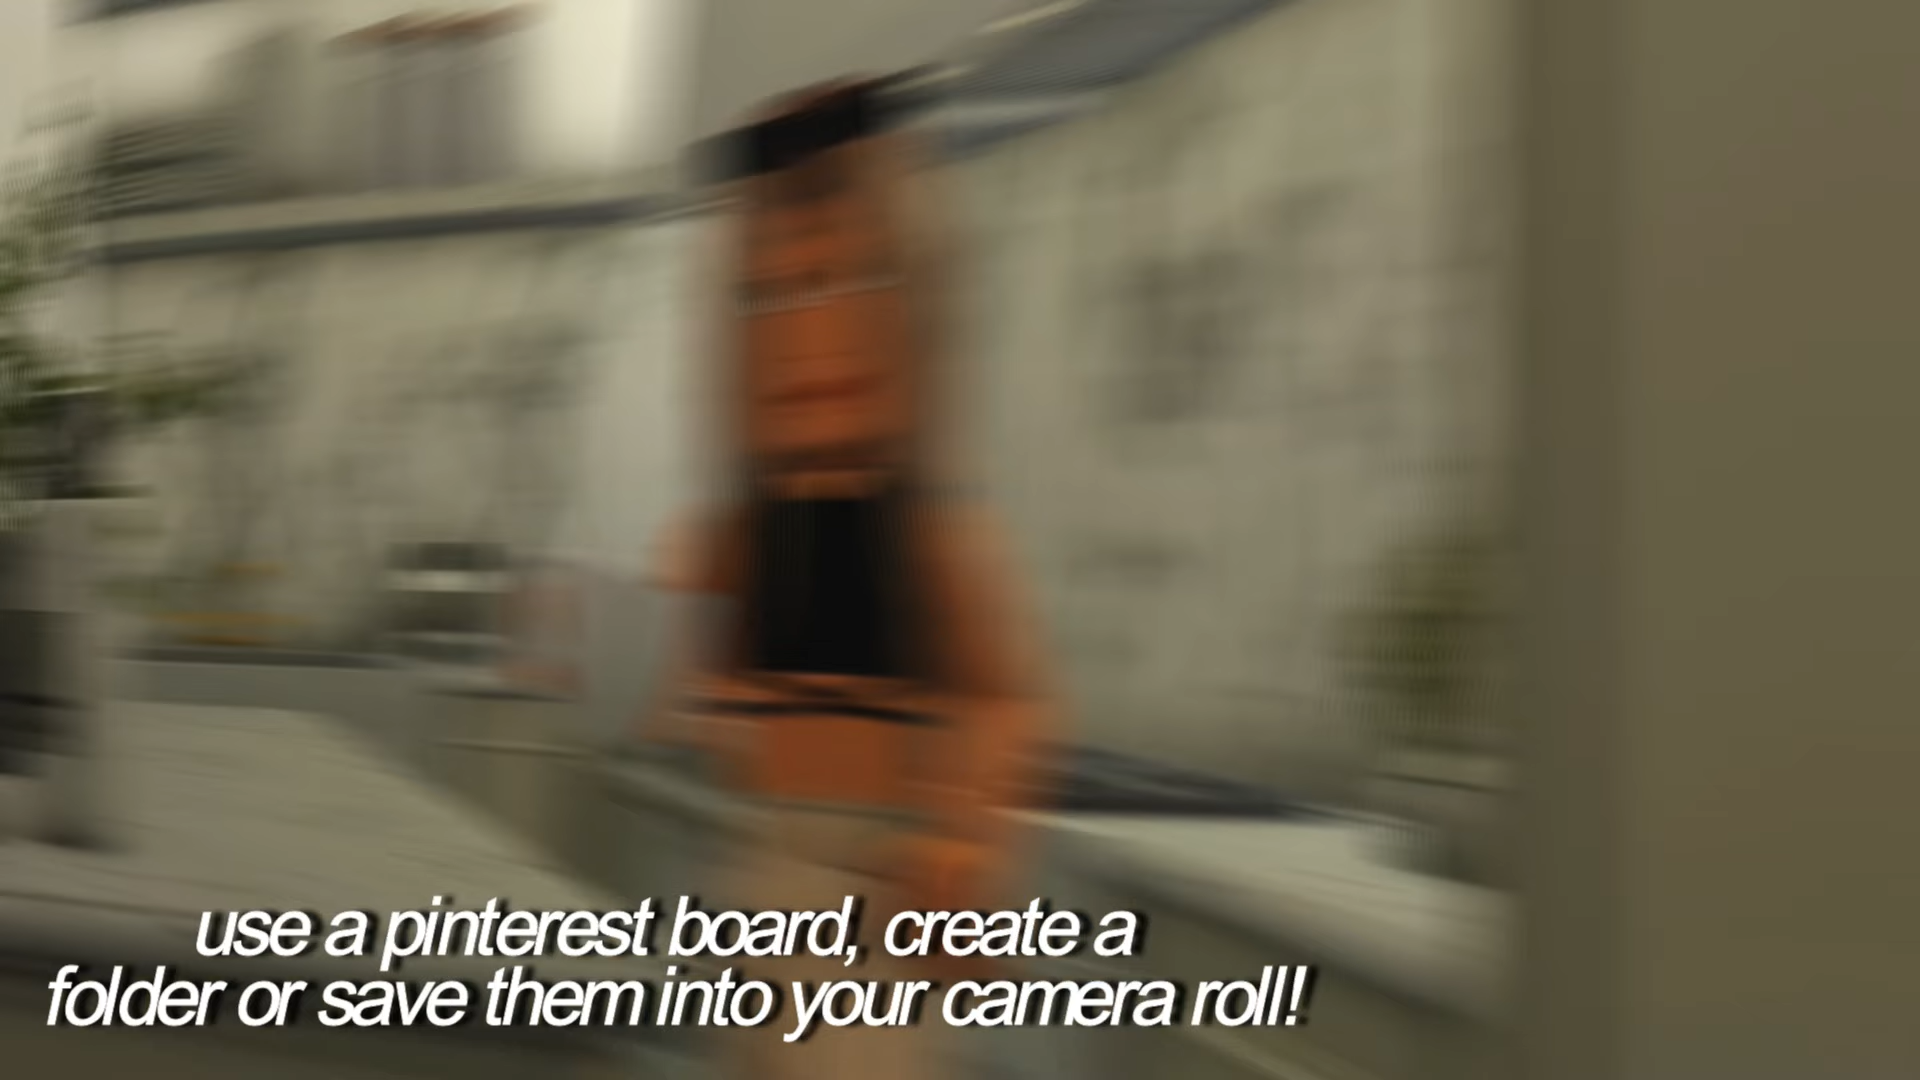 use a pinterest board, create a
folder or save them into your camera roll!